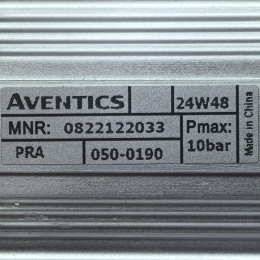 AVENTICS 24W48
MNR: 0822122033 Pmax:
PRA 050-0190 10bar
Made in China